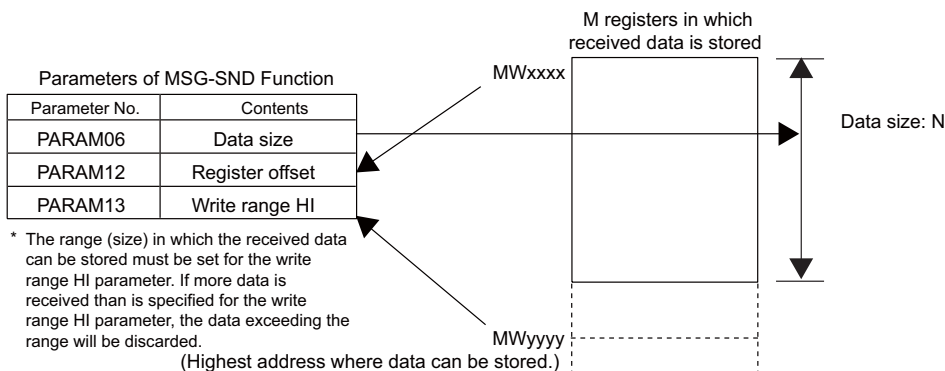 M registers in which
received data is stored
Parameters of MSG-SND Function
MWxxxx
Parameter No. Contents
Data size: N
PARAM06 Data size
PARAM12 Register offset
PARAM13 Write range HI
* The range (size) in which the received data
can be stored must be set for the write
range HI parameter. If more data is
received than is specified for the write
range HI parameter, the data exceeding the
range will be discarded.
MWyyyy
(Highest address where data can be stored.)